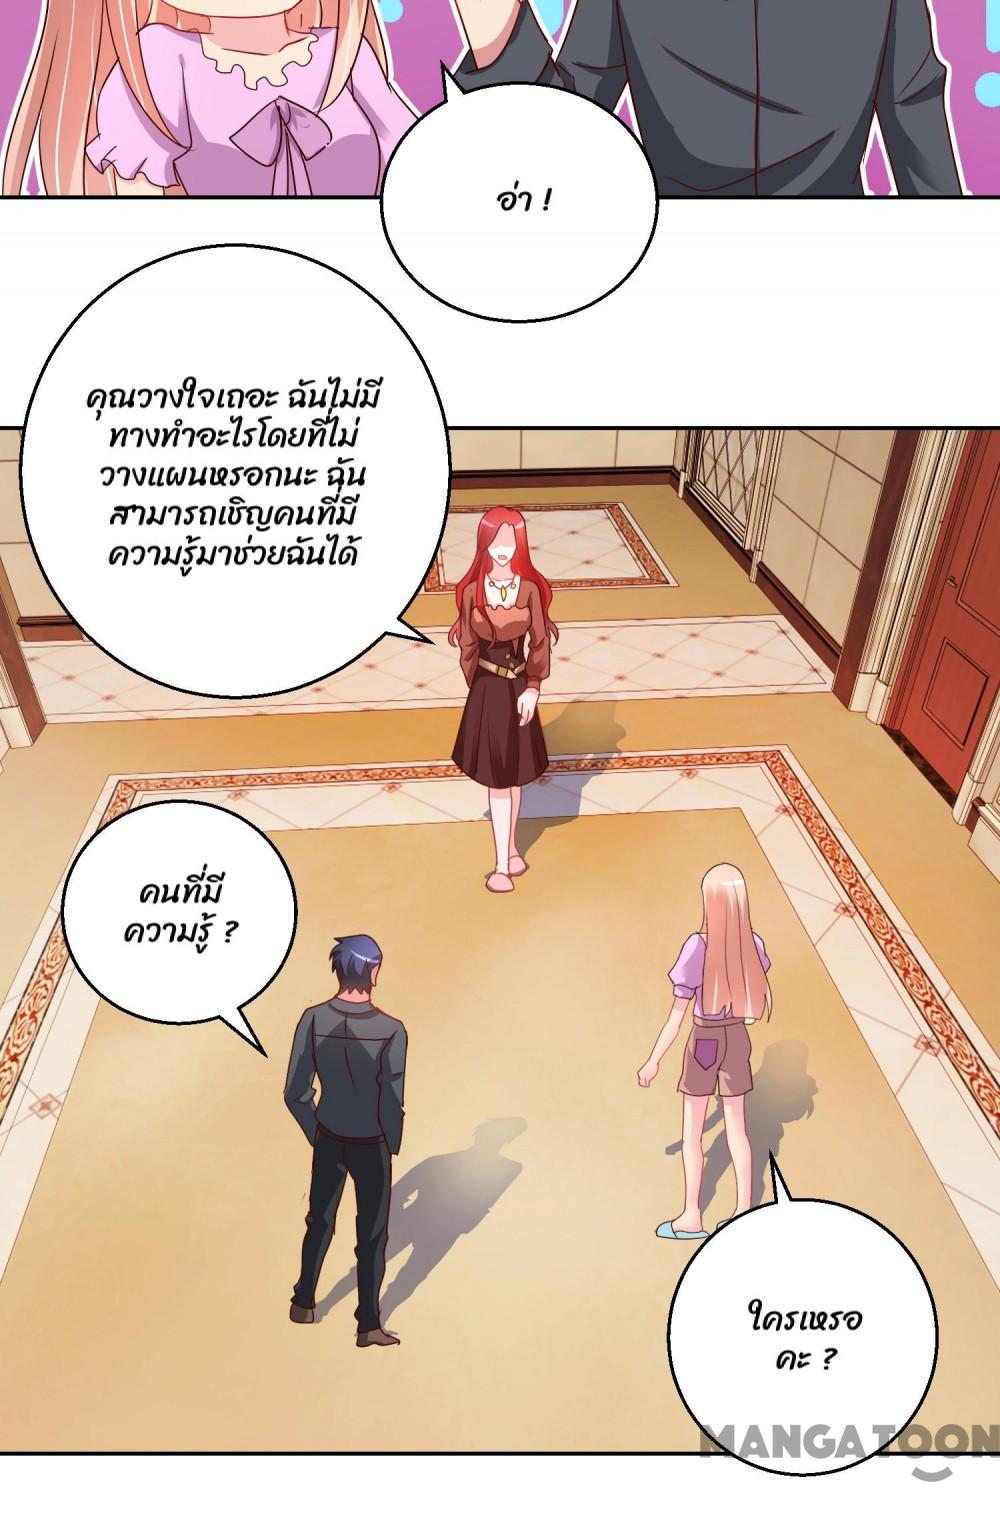 อ่า !
คุณวางใจเถอะ ฉันไม่มี
ทางทำอะไรโดยที่ไม่
วางแผนหรอกนะ ฉัน
สามารถเชิญคนที่มี
ความรู้มาช่วยฉันได้
คนที่มี
ความรู้ ?
ใครเหรอ
คะ ?
MANGATOON